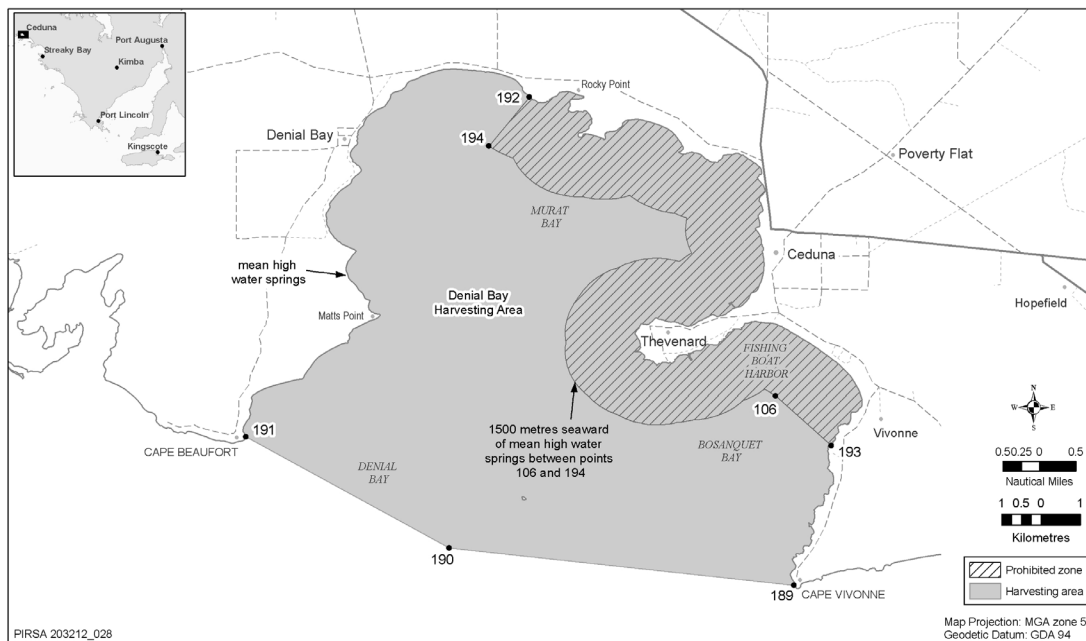 Ceduna
Port Augusta
Streaky Bay
Kimba
Port Lincoln
Kingscote
192
Rocky Point
Denial Bay
194
Poverty Flat
MURAT
BAY
mean high
water springs
Ceduna
Denial Bay
Harvesting Area
Hopefield
Matts Point
Thevenard
FISHING
BOAT
HARBOR
106
N
W
E
S
1500 metres seaward
of mean high water
springs between points
106 and 194
Vivonne
191
CAPE BEAUFORT
BOSANQUET
BAY
193
DENIAL
BAY
0.5 0.25 0 0.5
Nautical Miles
1 0.5 0 1
Kilometres
190
189
CAPE VIVONNE
Prohibited zone
Harvesting area
PIRSA 203212_028
Map Projection: MGA zone 5
Geodetic Datum: GDA 94